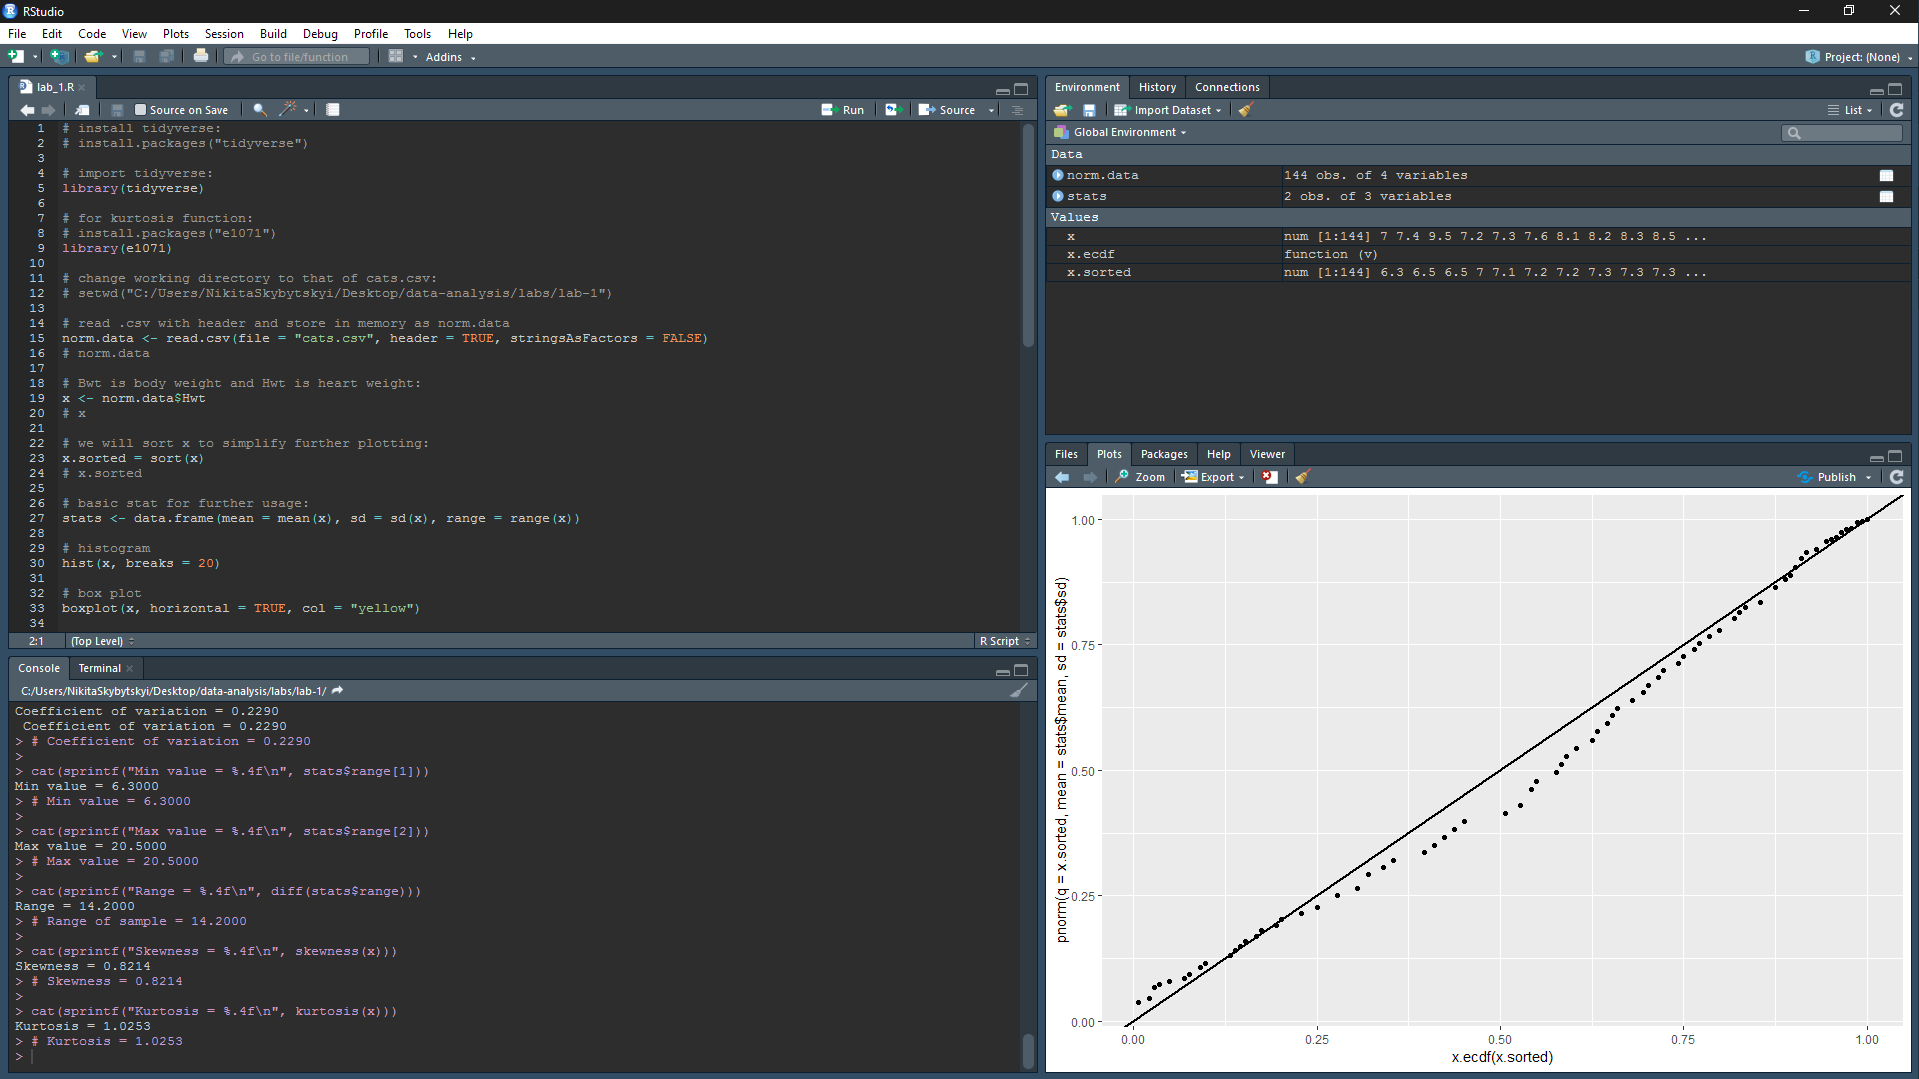 RStudio
File Edit Code View Plots Session Build Debug Profile Tools Help
Go to file/function Addins Project: (None)
lab_1.R
Source on Save Run Source
1 # install tidyverse:
2 # install.packages("tidyverse")
3
4 # import tidyverse:
5 library(tidyverse)
6
7 # for kurtosis function:
8 # install.packages("e1071")
9 library(e1071)
10
11 # change working directory to that of cats.csv:
12 # setwd("C:/Users/NikitaSkybytskyi/Desktop/data-analysis/labs/lab-1")
13
14 # read .csv with header and store in memory as norm.data
15 norm.data <- read.csv(file = "cats.csv", header = TRUE, stringsAsFactors = FALSE)
16 # norm.data
17
18 # Bwt is body weight and Hwt is heart weight:
19 x <- norm.data$Hwt
20 # x
21
22 # we will sort x to simplify further plotting:
23 x.sorted = sort(x)
24 # x.sorted
25
26 # basic stat for further usage:
27 stats <- data.frame(mean = mean(x), sd = sd(x), range = range(x))
28
29 # histogram
30 hist(x, breaks = 20)
31
32 # box plot
33 boxplot(x, horizontal = TRUE, col = "yellow")
34
2:1 (Top Level) R Script
Console Terminal
C:/Users/NikitaSkybytskyi/Desktop/data-analysis/labs/lab-1/
Coefficient of variation = 0.2290
Coefficient of variation = 0.2290
> # Coefficient of variation = 0.2290
>
> cat(sprintf("Min value = %.4f\n", stats$range[1]))
Min value = 6.3000
> # Min value = 6.3000
>
> cat(sprintf("Max value = %.4f\n", stats$range[2]))
Max value = 20.5000
> # Max value = 20.5000
>
> cat(sprintf("Range = %.4f\n", diff(stats$range)))
Range = 14.2000
> # Range of sample = 14.2000
>
> cat(sprintf("Skewness = %.4f\n", skewness(x)))
Skewness = 0.8214
> # Skewness = 0.8214
>
> cat(sprintf("Kurtosis = %.4f\n", kurtosis(x)))
Kurtosis = 1.0253
> # Kurtosis = 1.0253
>
Environment History Connections
Import Dataset List
Global Environment
Data
norm.data 144 obs. of 4 variables
stats 2 obs. of 3 variables
Values
x num [1:144] 7 7.4 9.5 7.2 7.3 7.6 8.1 8.2 8.3 8.5 ...
x.ecdf function (v)
x.sorted num [1:144] 6.3 6.5 6.5 7 7.1 7.2 7.2 7.3 7.3 7.3 ...
Files Plots Packages Help Viewer
Zoom Export Publish
pnorm(q = x.sorted, mean = stats$mean, sd = stats$sd)
1.00
0.75
0.50
0.25
0.00
0.00 0.25 0.50 0.75 1.00
x.ecdf(x.sorted)